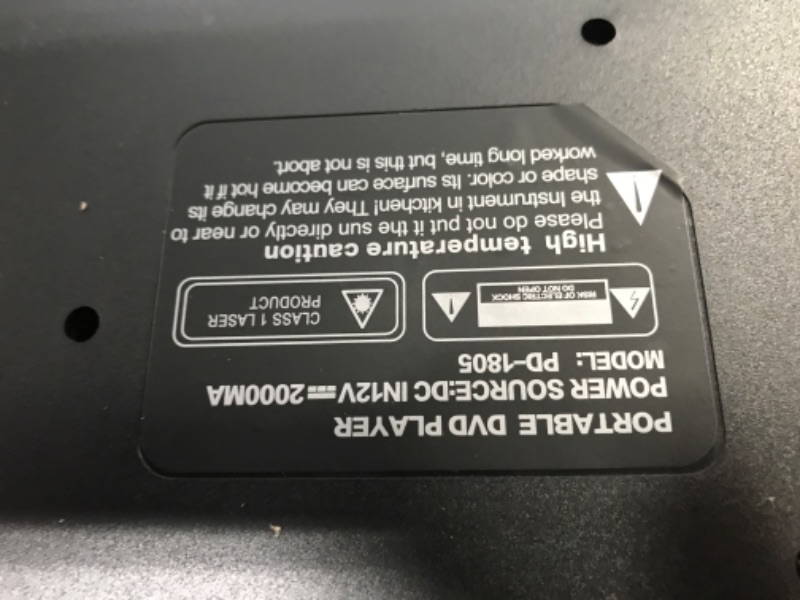 PORTABLE DVD PLAYER
POWER SOURCE:DC IN12V⎓2000MA
MODEL: PD-1805
RISK OF ELECTRIC SHOCK
DO NOT OPEN
CLASS 1 LASER
PRODUCT
High temperature caution
Please do not put it the sun directly or near to
the Instrument in kitchen! They may change its
shape or color. Its surface can become hot if it
worked long time, but this is not abort.